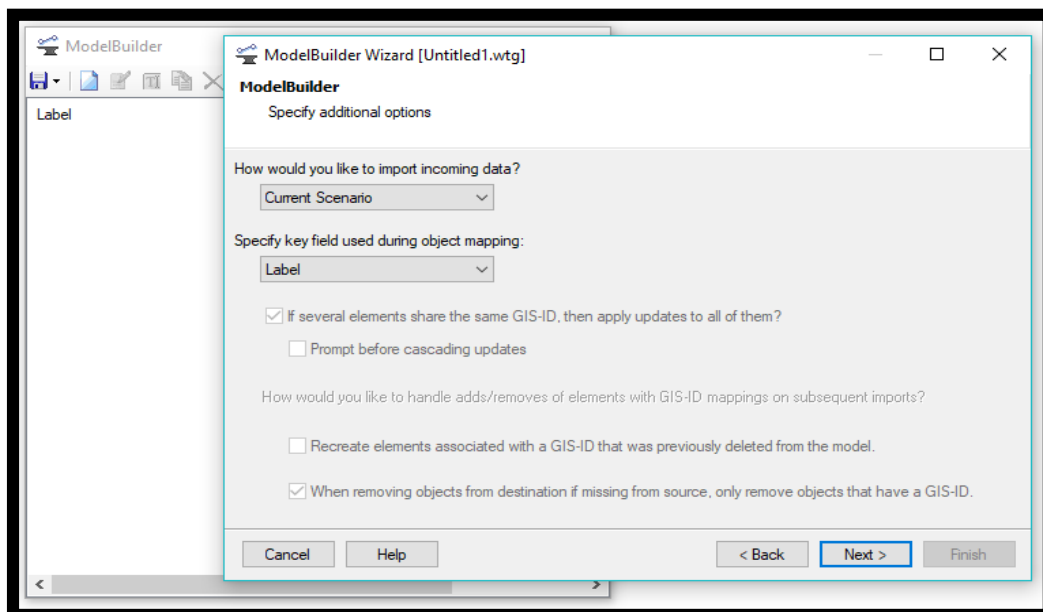 ModelBuilder
Label
ModelBuilder Wizard [Untitled1.wtg]
ModelBuilder
Specify additional options
How would you like to import incoming data?
Current Scenario
Specify key field used during object mapping:
Label
If several elements share the same GIS-ID, then apply updates to all of them?
Prompt before cascading updates
How would you like to handle adds/removes of elements with GIS-ID mappings on subsequent imports?
Recreate elements associated with a GIS-ID that was previously deleted from the model.
When removing objects from destination if missing from source, only remove objects that have a GIS-ID.
Cancel Help < Back Next > Finish